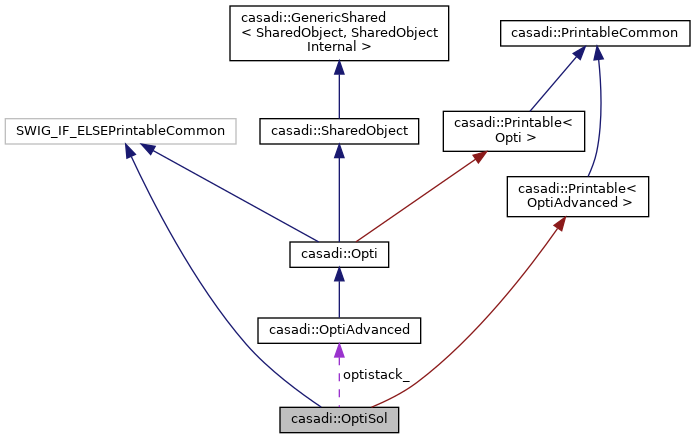 casadi::GenericShared
< SharedObject, SharedObject
Internal >
casadi::PrintableCommon
SWIG_IF_ELSEPrintableCommon
casadi::SharedObject
casadi::Printable<
Opti >
casadi::Printable<
OptiAdvanced >
casadi::Opti
casadi::OptiAdvanced
optistack_
casadi::OptiSol